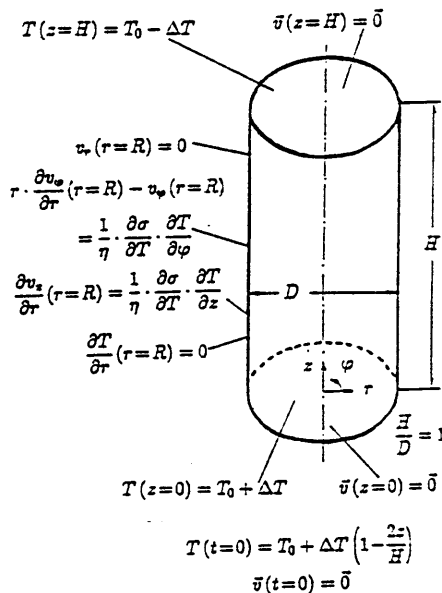 T(z=H) = T₀ − ΔT
v⃗(z=H) = 0⃗
vᵣ(r=R) = 0
r · ∂v_φ/∂r (r=R) − v_φ(r=R)
= 1/η · ∂σ/∂T · ∂T/∂φ
∂v_z/∂r (r=R) = 1/η · ∂σ/∂T · ∂T/∂z
∂T/∂r (r=R) = 0
D
H
z φ
r
H/D = 1
T(z=0) = T₀ + ΔT
v⃗(z=0) = 0⃗
T(t=0) = T₀ + ΔT (1 − 2z/H)
v⃗(t=0) = 0⃗